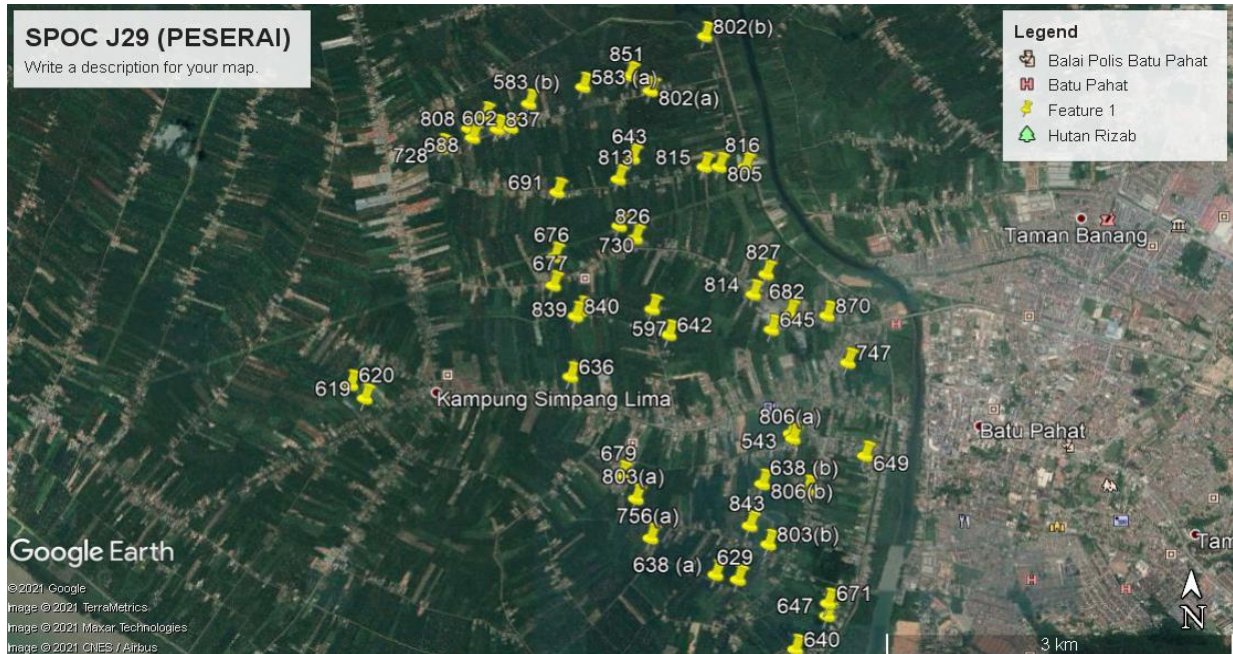 SPOC J29 (PESERAI)
Write a description for your map.
Legend
Balai Polis Batu Pahat
Batu Pahat
Feature 1
Hutan Rizab
802(b)
851
583 (a)
583 (b)
802(a)
808
602
837
688
728
643
813
815
816
805
691
826
730
676
677
827
814
682
870
645
839
840
597
642
747
636
619
620
Kampung Simpang Lima
Taman Banang
806(a)
543
Batu Pahat
649
679
803(a)
638 (b)
806(b)
843
756(a)
803(b)
638 (a)
629
671
647
640
Tam
Google Earth
© 2021 Google
Image © 2021 TerraMetrics
Image © 2021 Maxar Technologies
Image © 2021 CNES / Airbus
N
3 km